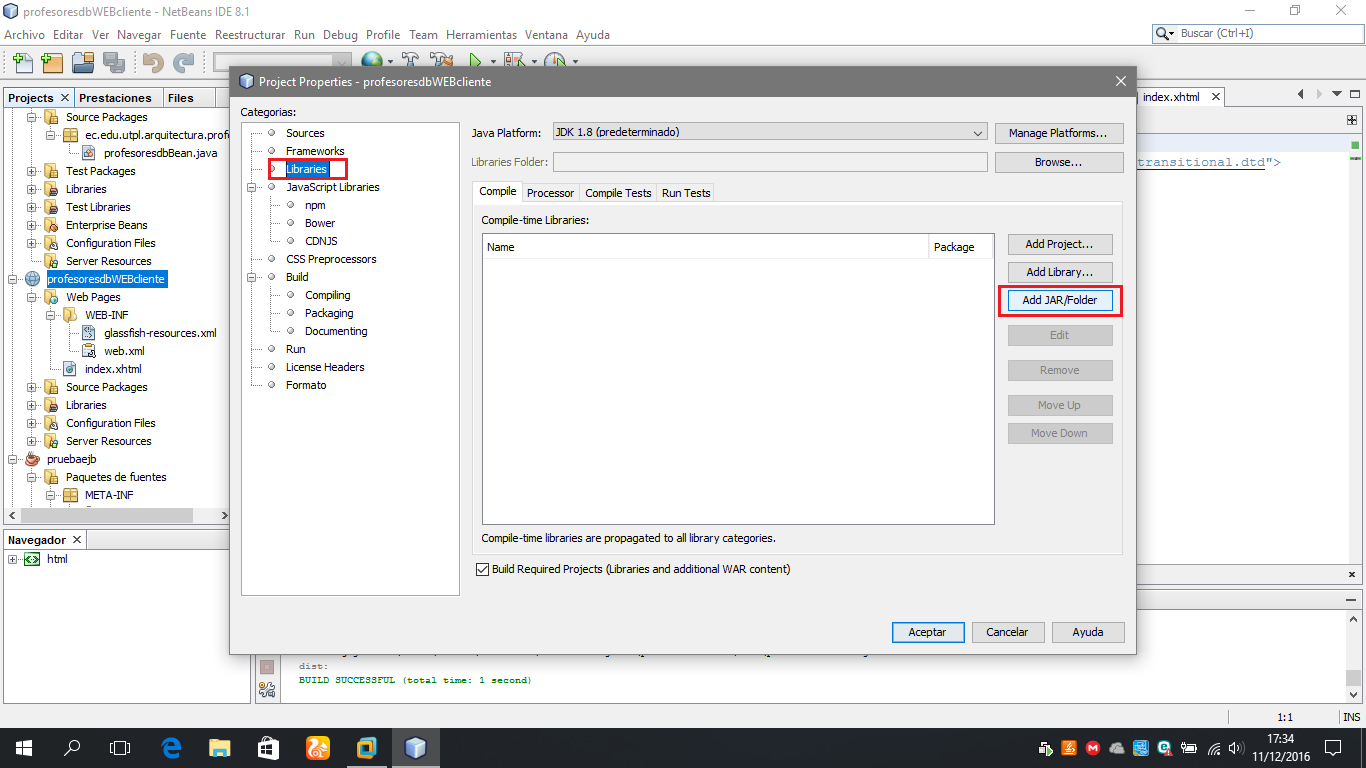 profesoresdbWEBcliente - NetBeans IDE 8.1
Archivo Editar Ver Navegar Fuente Reestructurar Run Debug Profile Team Herramientas Ventana Ayuda
Buscar (Ctrl+I)
Projects
Prestaciones
Files
Source Packages
ec.edu.utpl.arquitectura.prof
profesoresdbBean.java
Test Packages
Libraries
Test Libraries
Enterprise Beans
Configuration Files
Server Resources
profesoresdbWEBcliente
Web Pages
WEB-INF
glassfish-resources.xml
web.xml
index.xhtml
Source Packages
Libraries
Configuration Files
Server Resources
pruebaejb
Paquetes de fuentes
META-INF
Navegador
html
Project Properties - profesoresdbWEBcliente
Categorias:
Sources
Frameworks
Libraries
JavaScript Libraries
npm
Bower
CDNJS
CSS Preprocessors
Build
Compiling
Packaging
Documenting
Run
License Headers
Formato
Java Platform: JDK 1.8 (predeterminado) Manage Platforms...
Libraries Folder: Browse...
Compile Processor Compile Tests Run Tests
Compile-time Libraries:
Name Package
Add Project...
Add Library...
Add JAR/Folder
Edit
Remove
Move Up
Move Down
Compile-time libraries are propagated to all library categories.
Build Required Projects (Libraries and additional WAR content)
Aceptar Cancelar Ayuda
index.xhtml
transitional.dtd">
dist:
BUILD SUCCESSFUL (total time: 1 second)
1:1 INS
17:34
11/12/2016